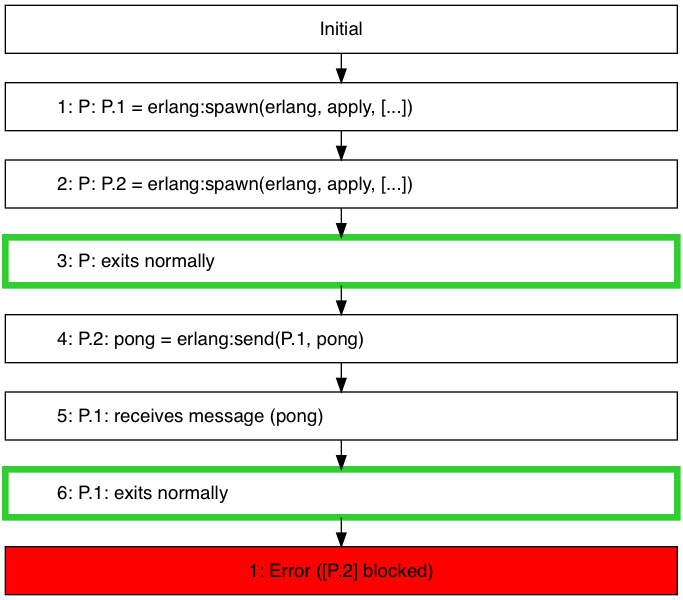 Initial
1: P: P.1 = erlang:spawn(erlang, apply, [...])
2: P: P.2 = erlang:spawn(erlang, apply, [...])
3: P: exits normally
4: P.2: pong = erlang:send(P.1, pong)
5: P.1: receives message (pong)
6: P.1: exits normally
1: Error ([P.2] blocked)